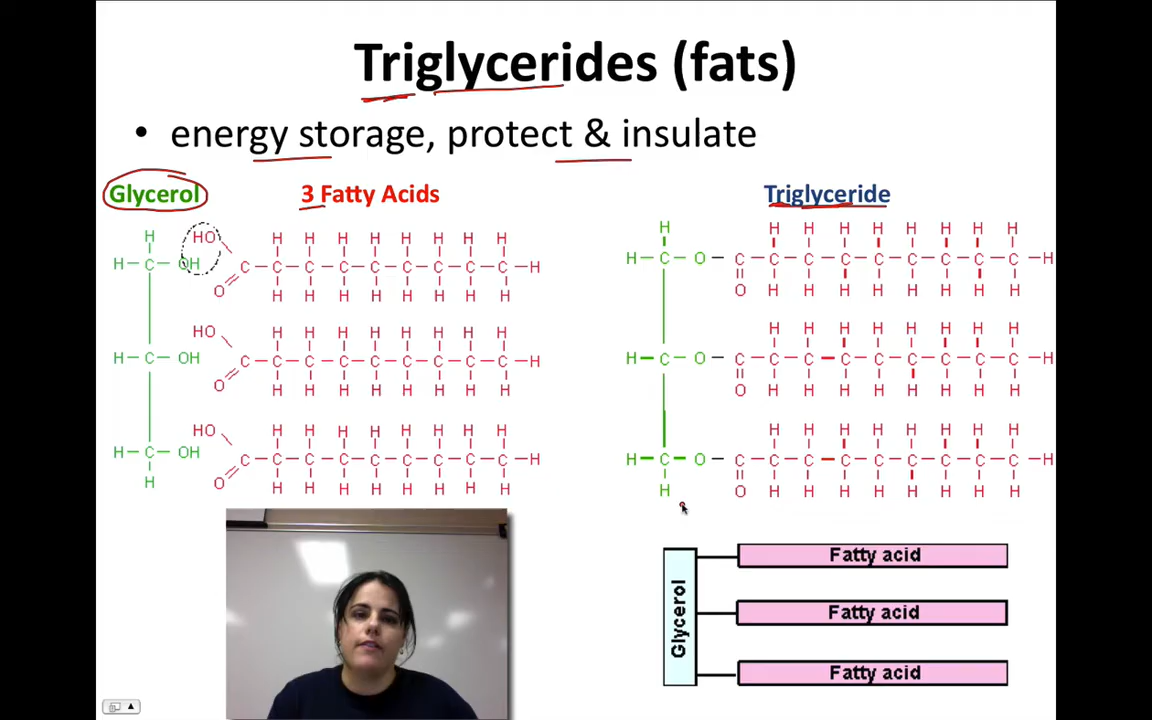 Triglycerides (fats)
• energy storage, protect & insulate
Glycerol
3 Fatty Acids
Triglyceride
H HO H H H H H H H H
H C OH C C C C C C C C C H
O H H H H H H H H
HO H H H H H H H H
H C OH C C C C C C C C C H
O H H H H H H H H
HO H H H H H H H H
H C OH C C C C C C C C C H
H O H H H H H H H H
H H H H H H H H H
H C O C C C C C C C C C H
O H H H H H H H H
H H H H H H H H
H C O C C C C C C C C C H
O H H H H H H H H
H H H H H H H H
H C O C C C C C C C C C H
H O H H H H H H H H
Glycerol
Fatty acid
Fatty acid
Fatty acid